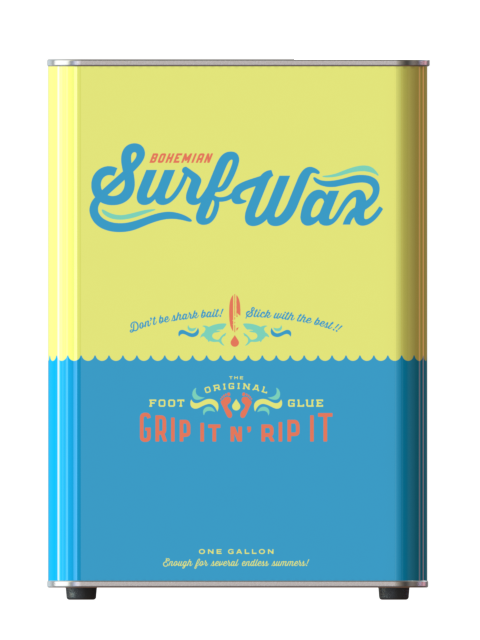 BOHEMIAN
Surf Wax
Don't be shark bait! Stick with the best!!
THE
ORIGINAL
FOOT GLUE
GRIP IT N' RIP IT
ONE GALLON
Enough for several endless summers!